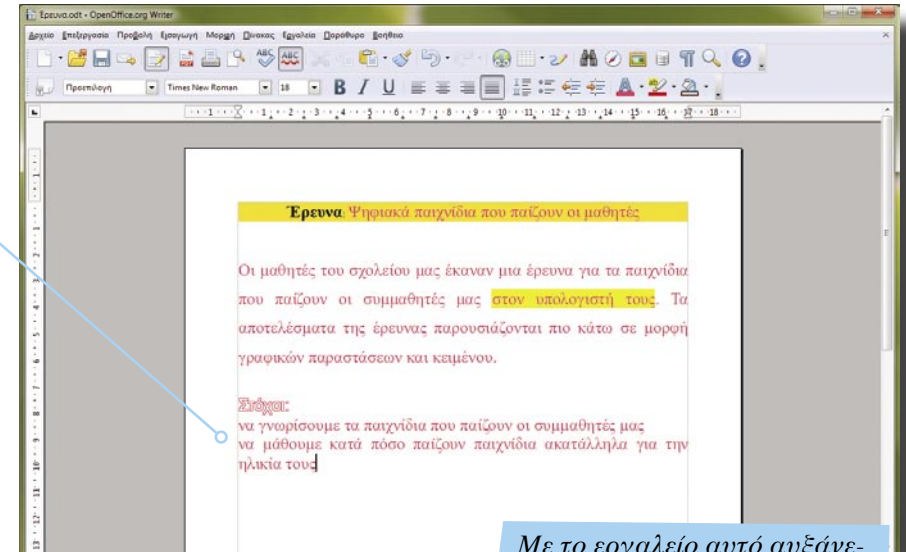 Έρευνα.odt - OpenOffice.org Writer
Αρχείο Επεξεργασία Προβολή Εισαγωγή Μορφή Πίνακας Εργαλεία Παράθυρο Βοήθεια
Προεπιλογή Times New Roman 18
Έρευνα: Ψηφιακά παιχνίδια που παίζουν οι μαθητές
Οι μαθητές του σχολείου μας έκαναν μια έρευνα για τα παιχνίδια
που παίζουν οι συμμαθητές μας στον υπολογιστή τους. Τα
αποτελέσματα της έρευνας παρουσιάζονται πιο κάτω σε μορφή
γραφικών παραστάσεων και κειμένου.
Στόχοι:
να γνωρίσουμε τα παιχνίδια που παίζουν οι συμμαθητές μας
να μάθουμε κατά πόσο παίζουν παιχνίδια ακατάλληλα για την
ηλικία τους
Με το εργαλείο αυτό αυξάνε-